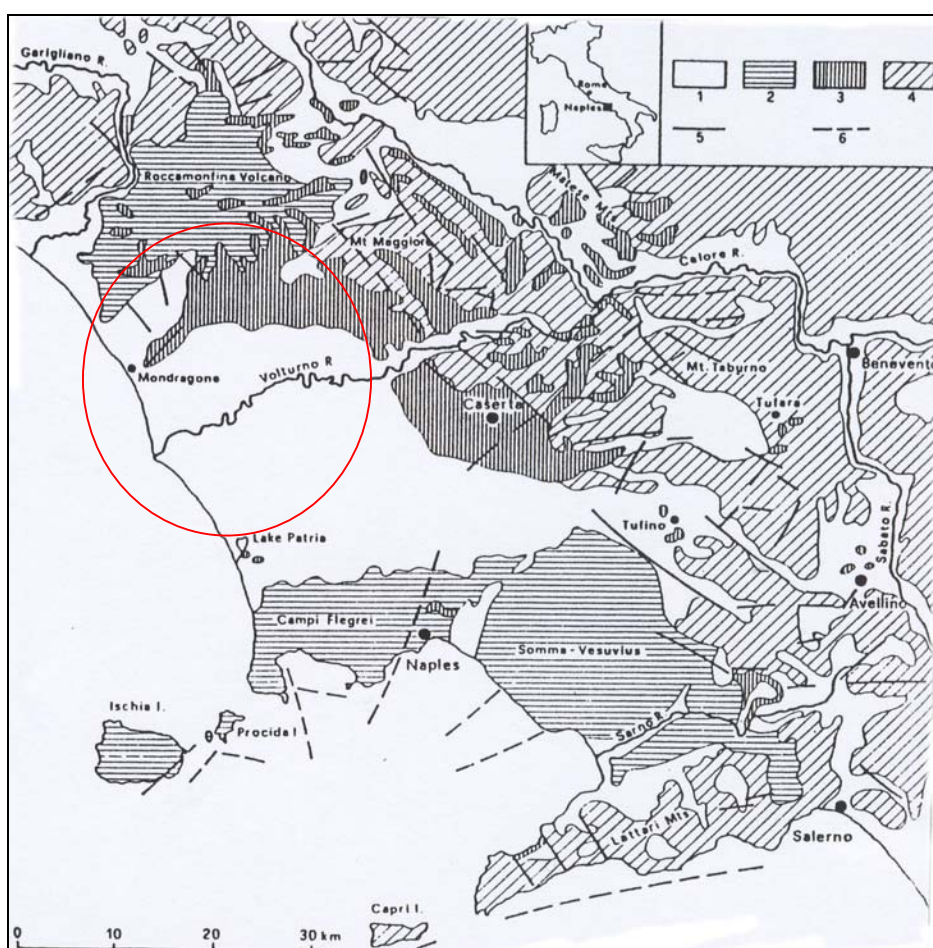 Garigliano R.
Rome
Naples
1 2 3 4
5 6
Roccamonfina Volcano
Matese Mts
Mt Maggiore
Calore R.
Volturno R
Mondragone
Mt. Taburno
Benevento
Caserta
Tufara
Tufino
Lake Patria
Sabato R.
Avellino
Campi Flegrei
Naples
Somma-Vesuvius
Ischia I.
Procida I
Sarno R.
Lattari Mts
Salerno
Capri I.
0 10 20 30 km